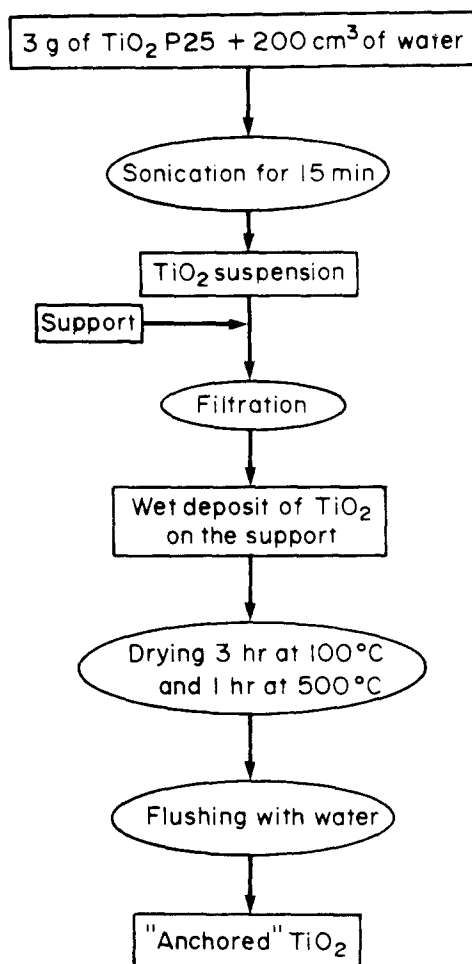 3 g of TiO₂ P25 + 200 cm³ of water
Sonication for 15 min
TiO₂ suspension
Support
Filtration
Wet deposit of TiO₂
on the support
Drying 3 hr at 100°C
and 1 hr at 500°C
Flushing with water
"Anchored" TiO₂